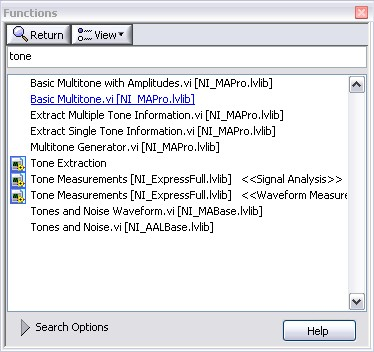 Functions
Return
View
tone
Basic Multitone with Amplitudes.vi [NI_MAPro.lvlib]
Basic Multitone.vi [NI_MAPro.lvlib]
Extract Multiple Tone Information.vi [NI_MAPro.lvlib]
Extract Single Tone Information.vi [NI_MAPro.lvlib]
Multitone Generator.vi [NI_MAPro.lvlib]
Tone Extraction
Tone Measurements [NI_ExpressFull.lvlib] <<Signal Analysis>>
Tone Measurements [NI_ExpressFull.lvlib] <<Waveform Measur
Tones and Noise Waveform.vi [NI_MABase.lvlib]
Tones and Noise.vi [NI_AALBase.lvlib]
Search Options
Help